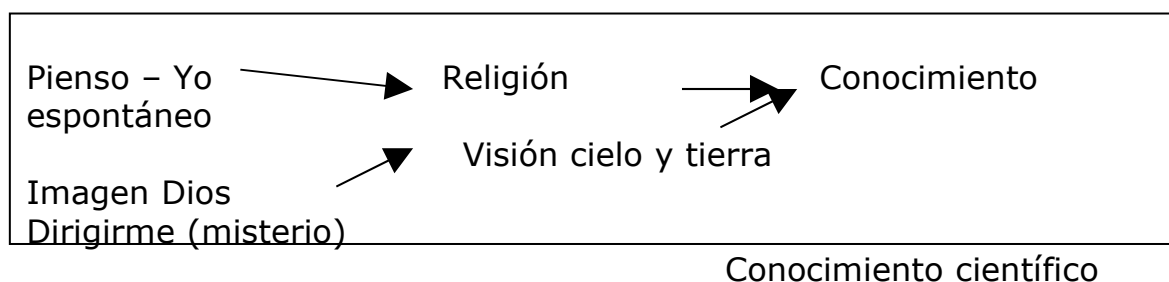 Pienso – Yo espontáneo
Religión
Conocimiento
Visión cielo y tierra
Imagen Dios
Dirigirme (misterio)
Conocimiento científico